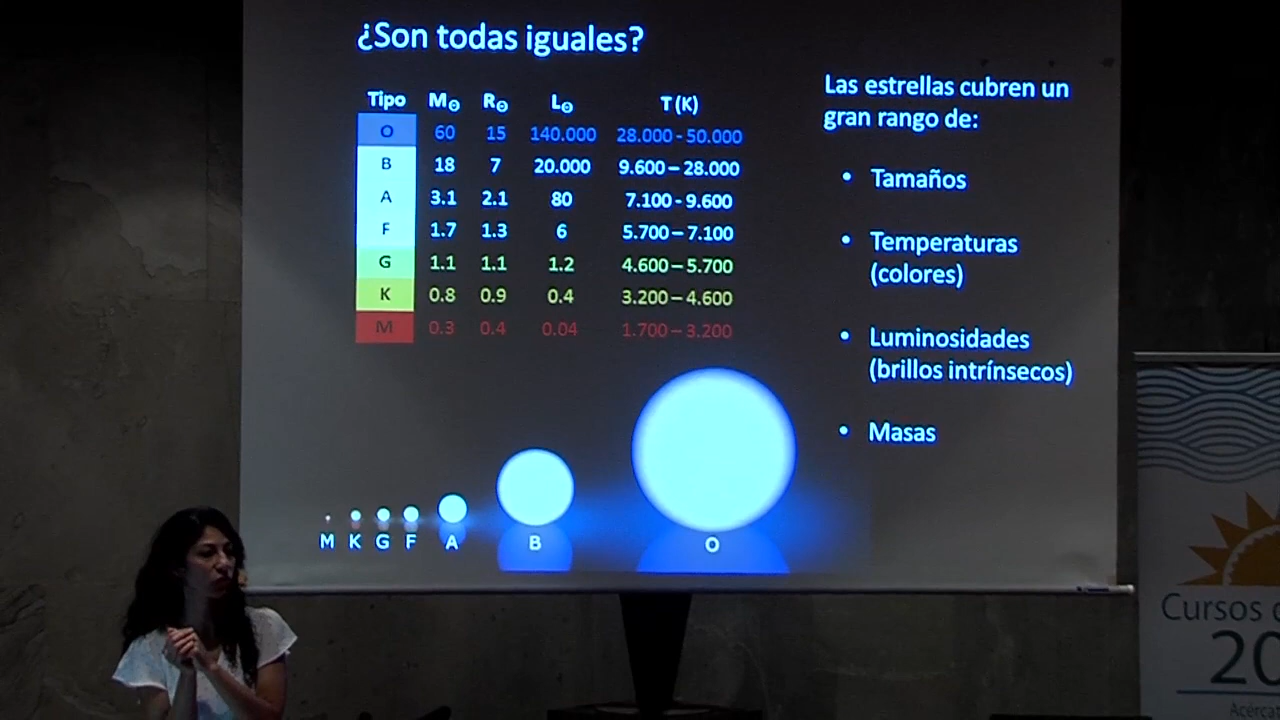 ¿Son todas iguales?
Tipo M☉ R☉ L☉ T (K)
O 60 15 140.000 28.000 - 50.000
B 18 7 20.000 9.600 – 28.000
A 3.1 2.1 80 7.100 - 9.600
F 1.7 1.3 6 5.700 – 7.100
G 1.1 1.1 1.2 4.600 – 5.700
K 0.8 0.9 0.4 3.200 – 4.600
M 0.3 0.4 0.04 1.700 – 3.200
M K G F A B O
Las estrellas cubren un
gran rango de:
• Tamaños
• Temperaturas
(colores)
• Luminosidades
(brillos intrínsecos)
• Masas
Cursos
20